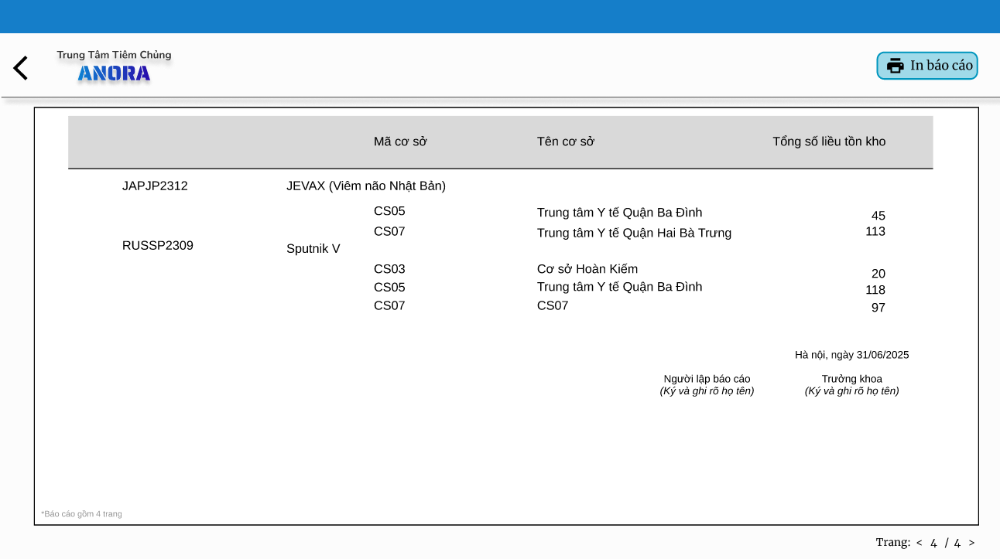 Trung Tâm Tiêm Chủng
ANORA
In báo cáo
Mã cơ sở Tên cơ sở Tổng số liều tồn kho
JAPJP2312 JEVAX (Viêm não Nhật Bản)
CS05 Trung tâm Y tế Quận Ba Đình 45
CS07 Trung tâm Y tế Quận Hai Bà Trưng 113
RUSSP2309 Sputnik V
CS03 Cơ sở Hoàn Kiếm 20
CS05 Trung tâm Y tế Quận Ba Đình 118
CS07 CS07 97
Hà nội, ngày 31/06/2025
Người lập báo cáo Trưởng khoa
(Ký và ghi rõ họ tên) (Ký và ghi rõ họ tên)
*Báo cáo gồm 4 trang
Trang: < 4 / 4 >